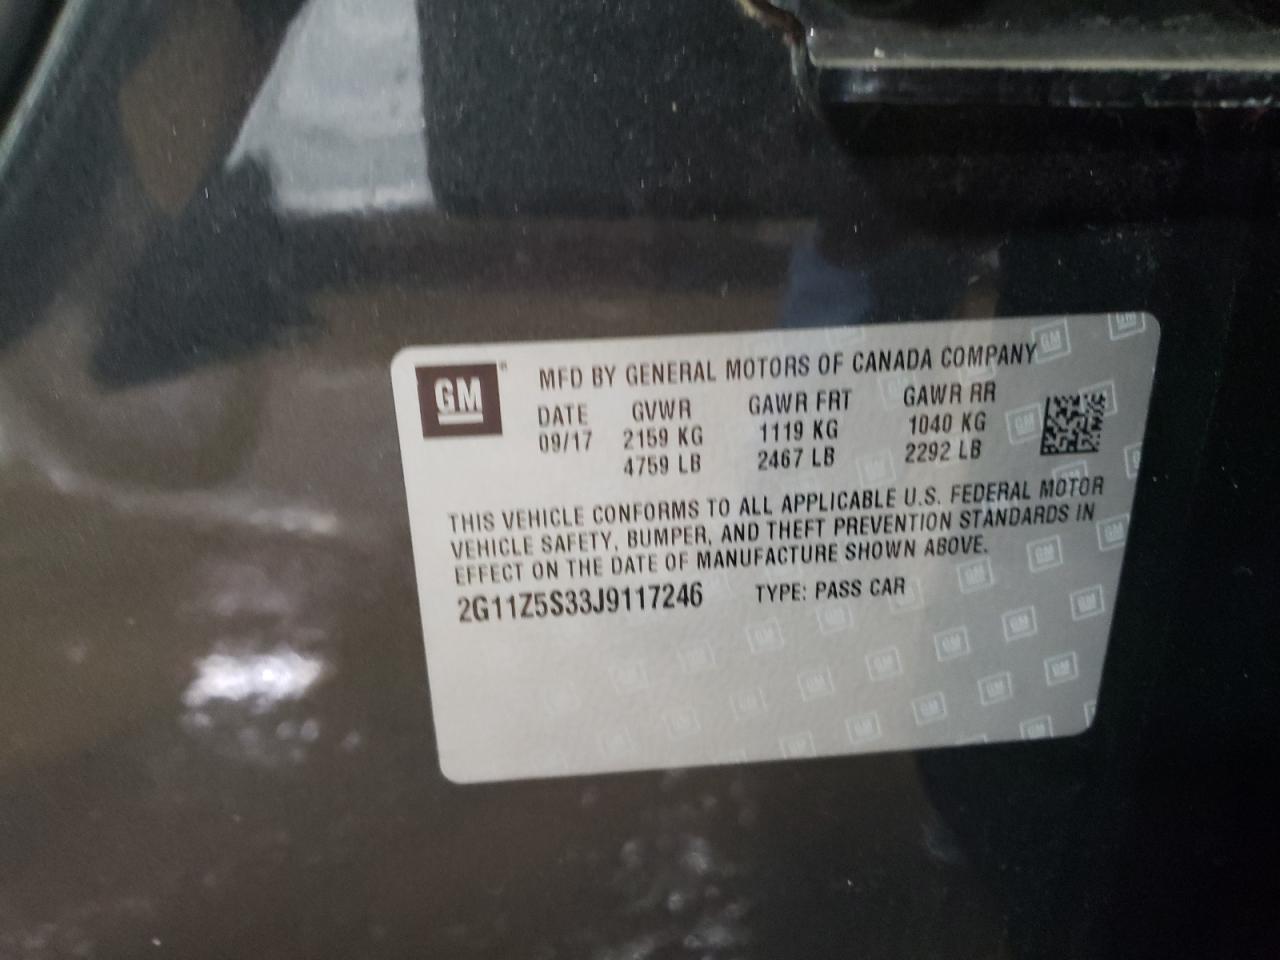 GM
MFD BY GENERAL MOTORS OF CANADA COMPANY
DATE GVWR GAWR FRT GAWR RR
09/17 2159 KG 1119 KG 1040 KG
4759 LB 2467 LB 2292 LB
THIS VEHICLE CONFORMS TO ALL APPLICABLE U.S. FEDERAL MOTOR
VEHICLE SAFETY, BUMPER, AND THEFT PREVENTION STANDARDS IN
EFFECT ON THE DATE OF MANUFACTURE SHOWN ABOVE.
2G11Z5S33J9117246 TYPE: PASS CAR